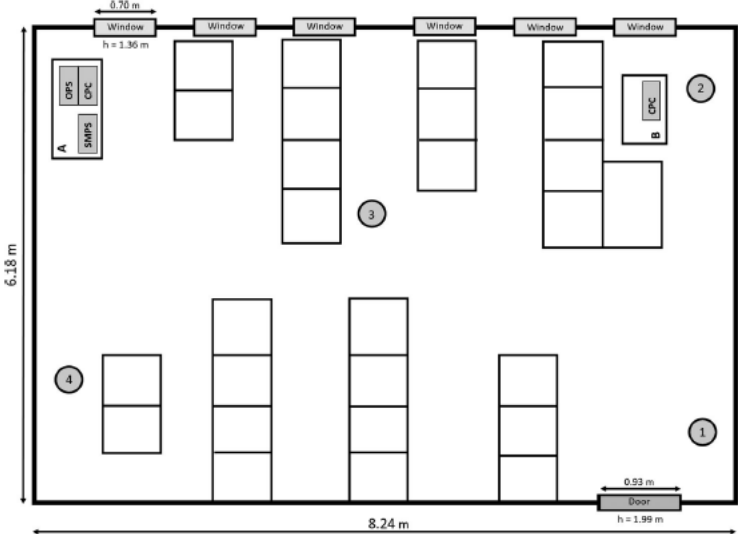 0.70 m
Window Window Window Window Window Window
h = 1.36 m
OPS CPC
SMPS
A
CPC
B
2
3
6.18 m
4
1
0.93 m
Door
h = 1.99 m
8.24 m